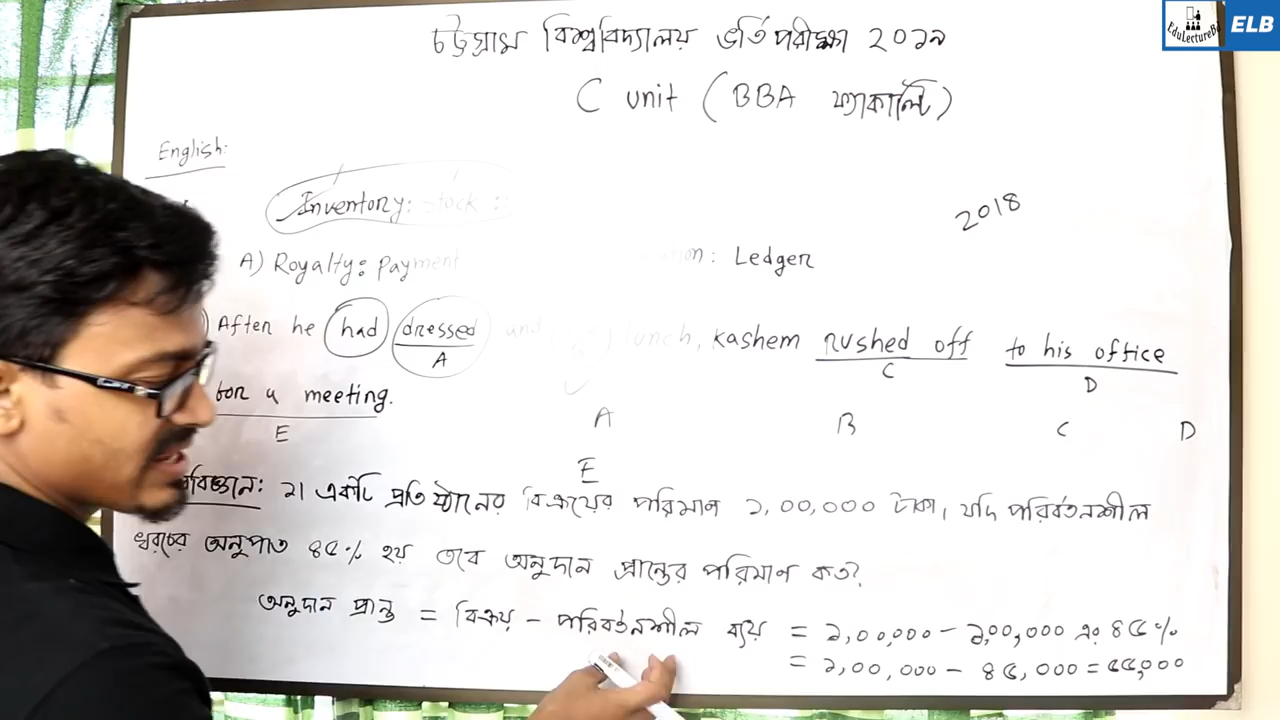 EduLectureBd ELB
চট্টগ্রাম বিশ্ববিদ্যালয় ভর্তি পরীক্ষা ২০১৯
C unit (BBA ফ্যাকাল্টি)
English:
Inventory: Stock ::
2018
A) Royalty: Payment : Ledger
After he had dressed and lunch, Kashem rushed off to his office
A C D
for a meeting.
E
A B C D
E
১। একটি প্রতিষ্ঠানের বিক্রয়ের পরিমান ১,০০,০০০ টাকা, যদি পরিবর্তনশীল
খরচের অনুপাত ৪৫% হয় তবে অনুদান প্রান্তের পরিমান কত?
অনুদান প্রান্ত = বিক্রয় - পরিবর্তনশীল ব্যয় = ১,০০,০০০ - ১,০০,০০০ এর ৪৫%
= ১,০০,০০০ - ৪৫,০০০ = ৫৫,০০০